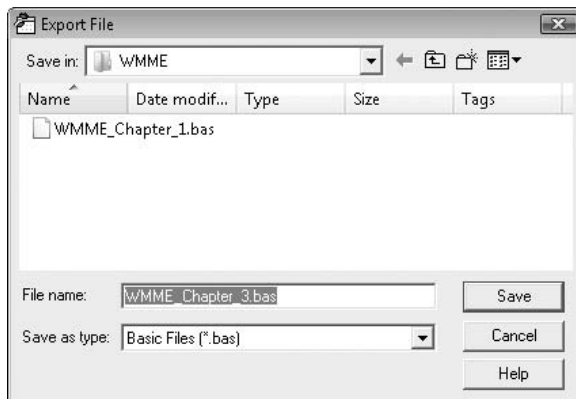 Export File
Save in: WMME
Name Date modif... Type Size Tags
WMME_Chapter_1.bas
File name: WMME_Chapter_3.bas Save
Save as type: Basic Files (*.bas) Cancel
Help